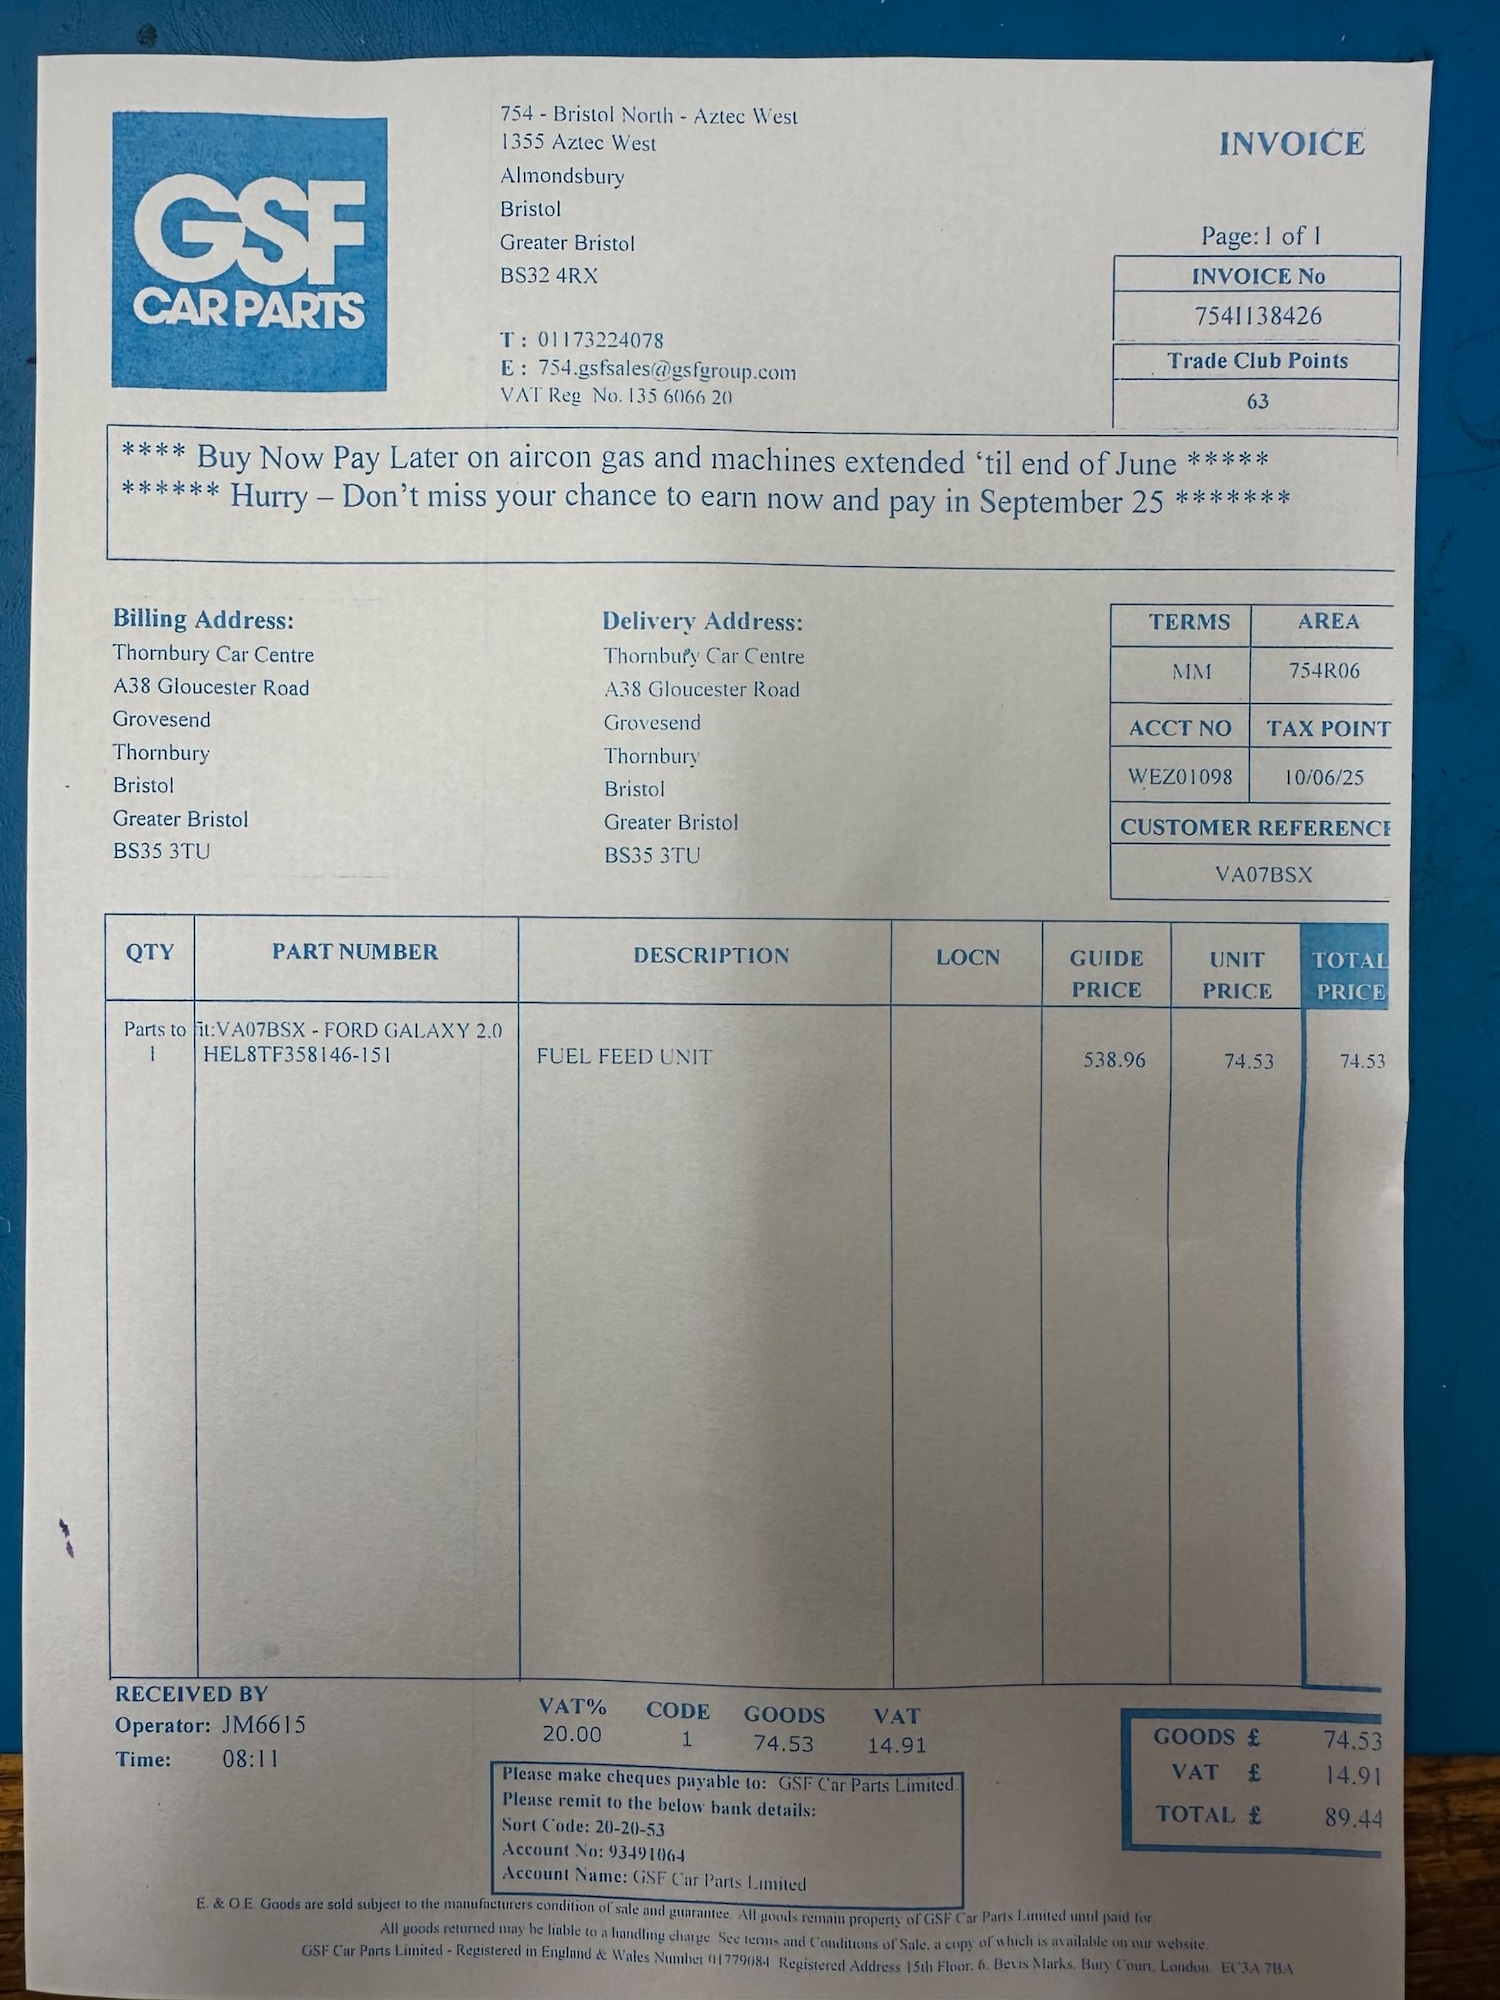 GSF
CAR PARTS
754 - Bristol North - Aztec West
1355 Aztec West
Almondsbury
Bristol
Greater Bristol
BS32 4RX
T : 01173224078
E : 754.gsfsales@gsfgroup.com
VAT Reg No. 135 6066 20
INVOICE
Page: 1 of 1
INVOICE No
754I138426
Trade Club Points
63
**** Buy Now Pay Later on aircon gas and machines extended ‘til end of June *****
****** Hurry – Don’t miss your chance to earn now and pay in September 25 *******
Billing Address:
Thornbury Car Centre
A38 Gloucester Road
Grovesend
Thornbury
Bristol
Greater Bristol
BS35 3TU
Delivery Address:
Thornbury Car Centre
A38 Gloucester Road
Grovesend
Thornbury
Bristol
Greater Bristol
BS35 3TU
TERMS AREA
MM 754R06
ACCT NO TAX POINT
WEZ01098 10/06/25
CUSTOMER REFERENCE
VA07BSX
QTY PART NUMBER DESCRIPTION LOCN GUIDE PRICE UNIT PRICE TOTAL PRICE
Parts to fit:VA07BSX - FORD GALAXY 2.0
1 HEL8TF358146-151 FUEL FEED UNIT 538.96 74.53 74.53
RECEIVED BY
Operator: JM6615
Time: 08:11
VAT% CODE GOODS VAT
20.00 1 74.53 14.91
Please make cheques payable to: GSF Car Parts Limited.
Please remit to the below bank details:
Sort Code: 20-20-53
Account No: 93491064
Account Name: GSF Car Parts Limited
GOODS £ 74.53
VAT £ 14.91
TOTAL £ 89.44
E. & O E. Goods are sold subject to the manufacturers condition of sale and guarantee. All goods remain property of GSF Car Parts Limited until paid for.
All goods returned may be liable to a handling charge. See terms and Conditions of Sale, a copy of which is available on our website.
GSF Car Parts Limited - Registered in England & Wales Number 01779084 Registered Address 15th Floor, 6, Bevis Marks, Bury Court, London, EC3A 7BA